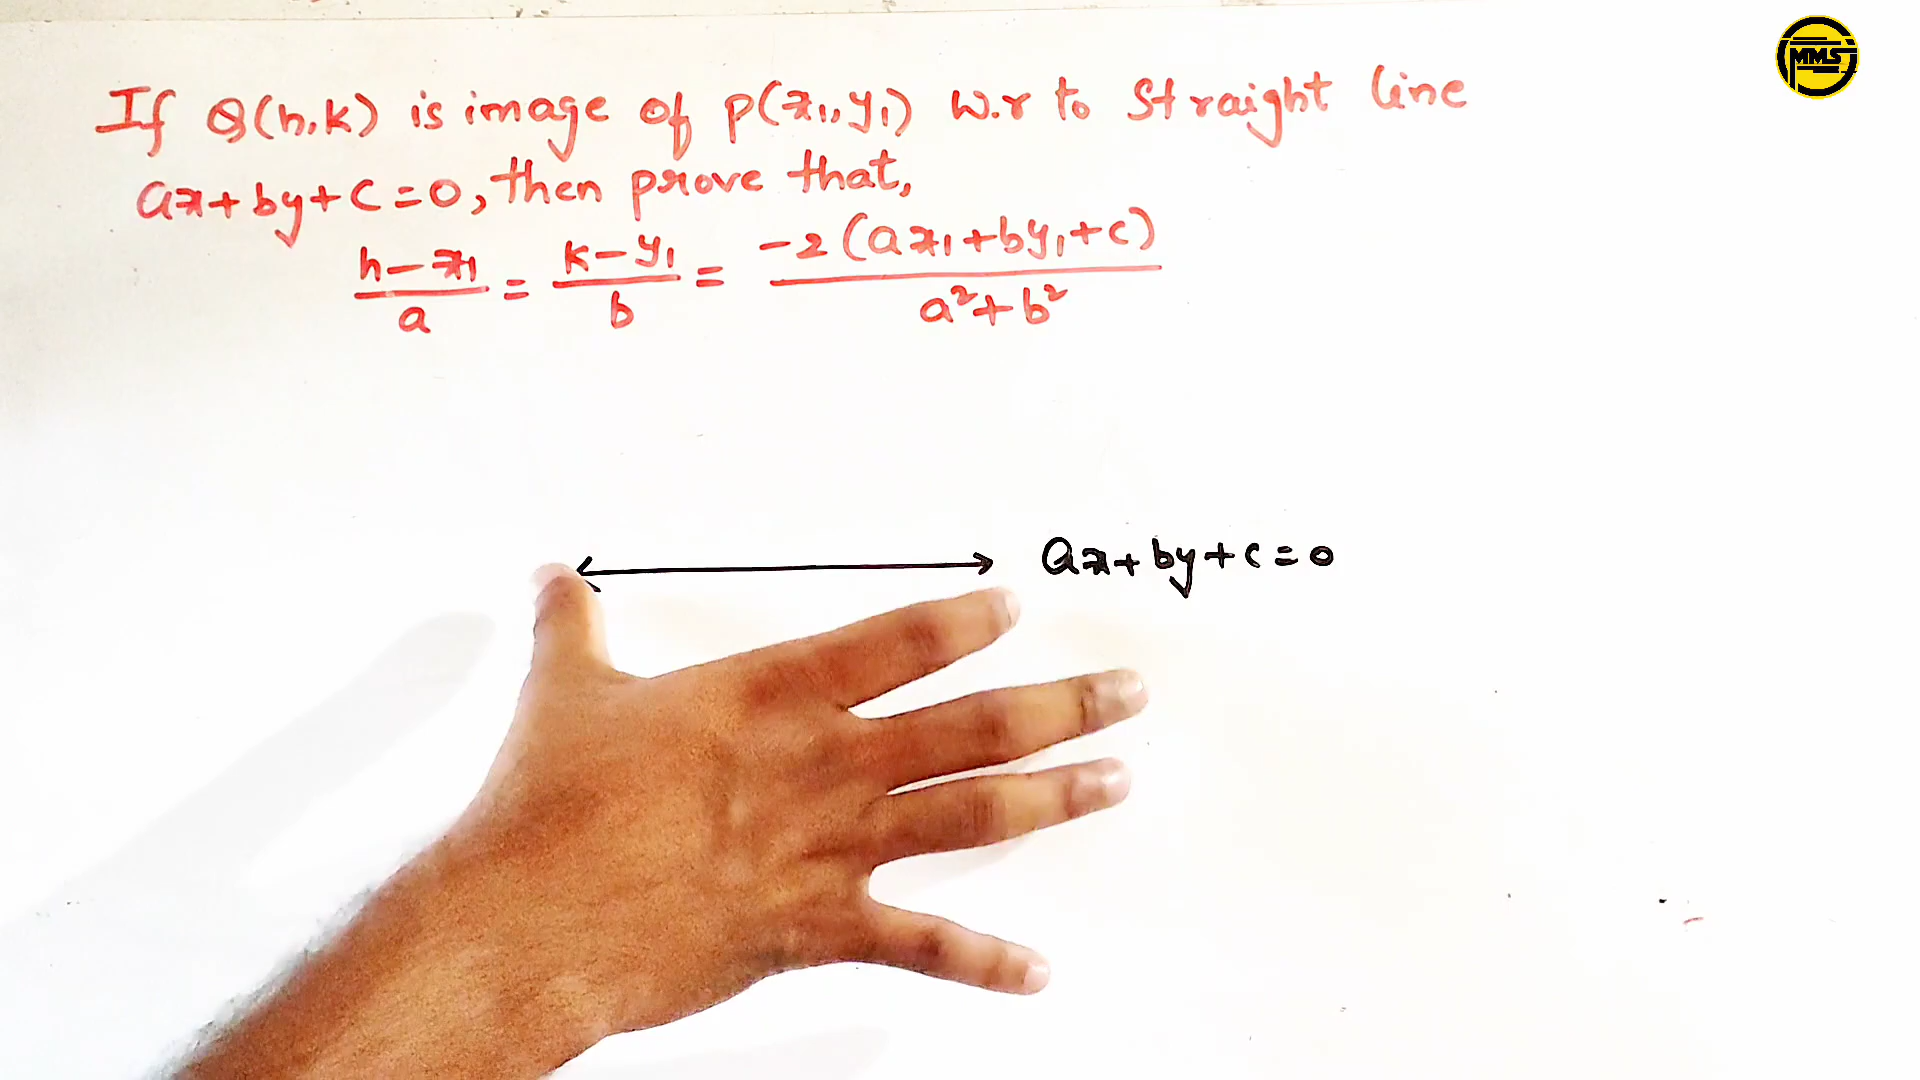 If Q(h,k) is image of p(x₁,y₁) w.r to Straight line
ax+by+c=0, then prove that,
(h-x₁)/a = (k-y₁)/b = -2(ax₁+by₁+c)/(a²+b²)
ax+by+c=0
MMS